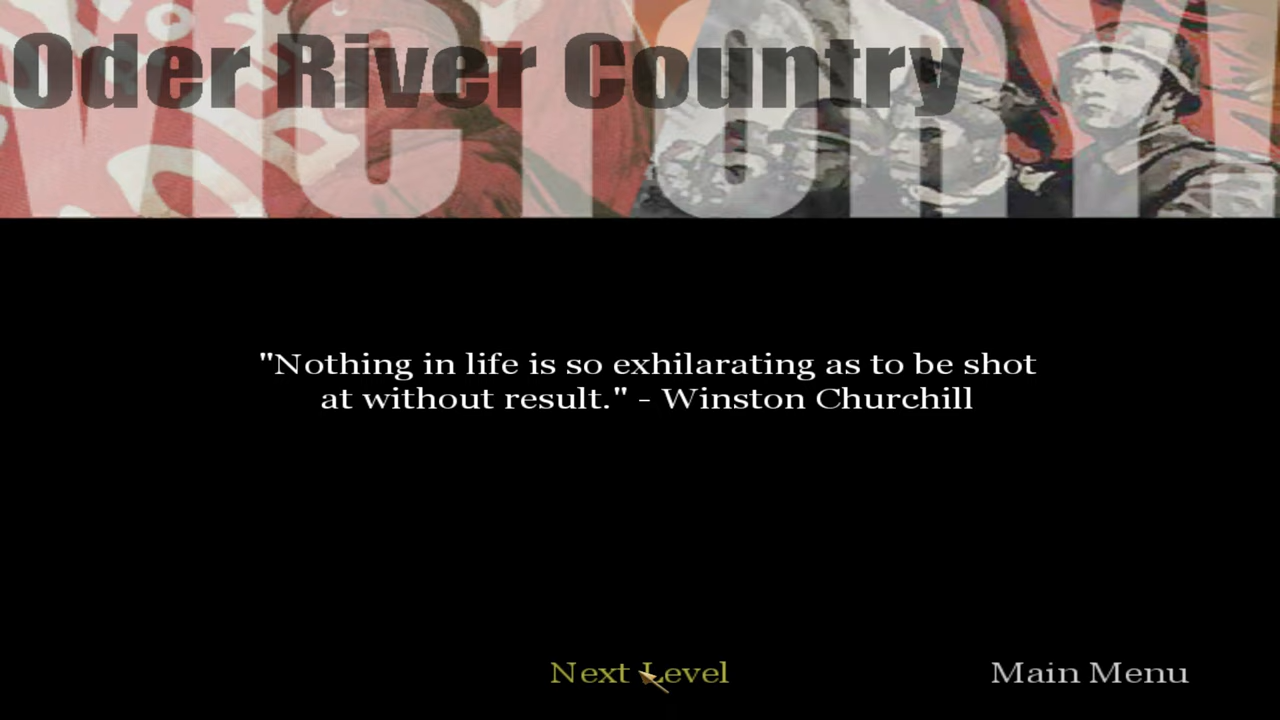 VICTORY!
Oder River Country
"Nothing in life is so exhilarating as to be shot
at without result." - Winston Churchill
Next Level
Main Menu